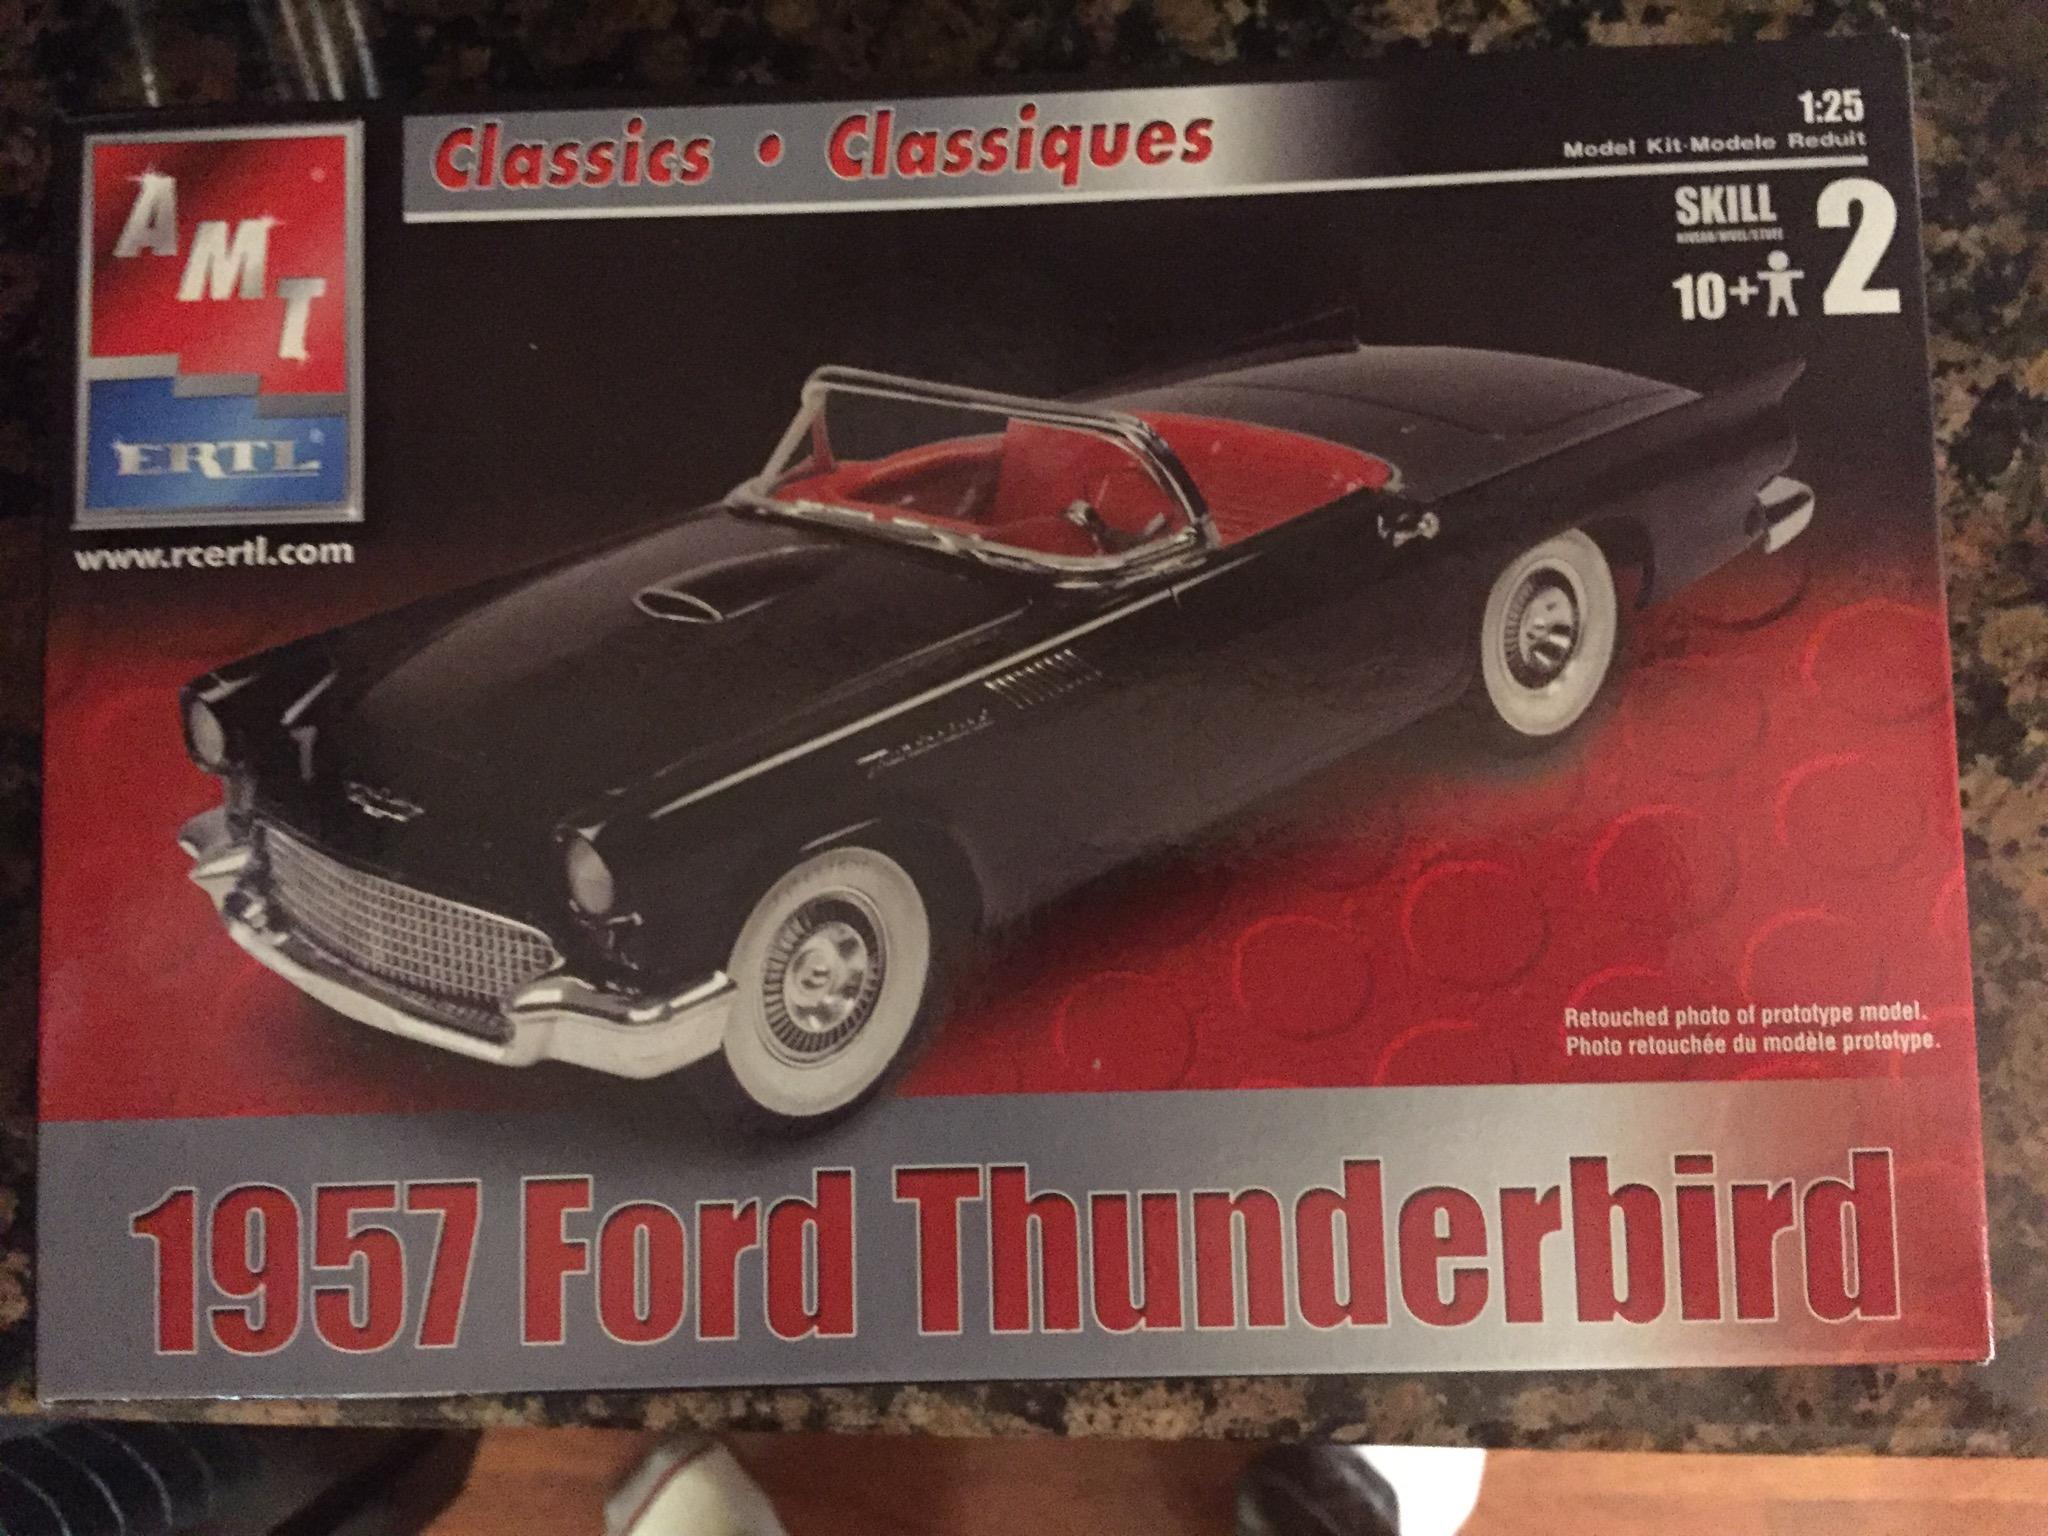 AMT
ERTL
www.rcertl.com
Classics • Classiques
1:25
Model Kit-Modele Reduit
SKILL
2
10+
Thunderbird
Retouched photo of prototype model.
Photo retouchée du modèle prototype.
1957 Ford Thunderbird